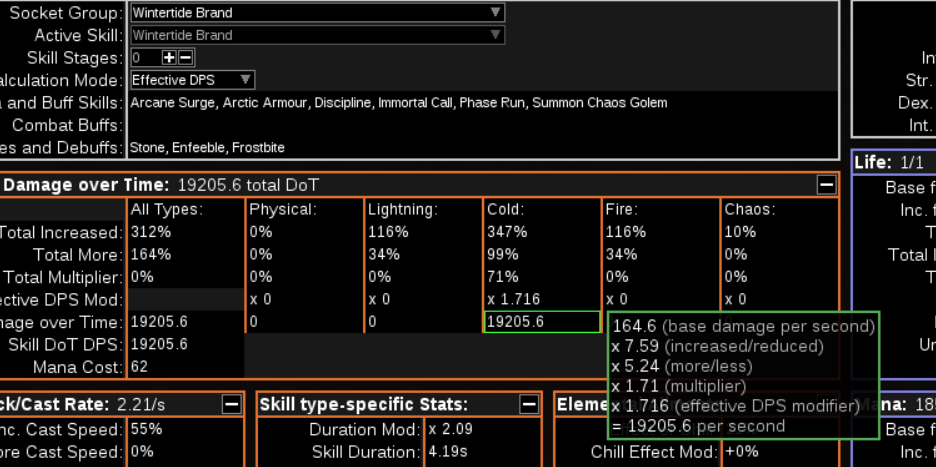 Socket Group: Wintertide Brand
Active Skill: Wintertide Brand
Skill Stages: 0 + −
alculation Mode: Effective DPS
and Buff Skills: Arcane Surge, Arctic Armour, Discipline, Immortal Call, Phase Run, Summon Chaos Golem
Combat Buffs:
es and Debuffs: Stone, Enfeeble, Frostbite
In
Str.
Dex.
Int.
Damage over Time: 19205.6 total DoT
All Types: Physical: Lightning: Cold: Fire: Chaos:
Total Increased: 312% 0% 116% 347% 116% 10%
Total More: 164% 0% 34% 99% 34% 0%
Total Multiplier: 0% 0% 0% 71% 0% 0%
ective DPS Mod: x 0 x 0 x 1.716 x 0 x 0
mage over Time: 19205.6 0 0 19205.6
Skill DoT DPS: 19205.6
Mana Cost: 62
164.6 (base damage per second)
x 7.59 (increased/reduced)
x 5.24 (more/less)
x 1.71 (multiplier)
x 1.716 (effective DPS modifier)
= 19205.6 per second
Life: 1/1
Base f
Inc. f
T
Total I
T
Ur
ck/Cast Rate: 2.21/s
nc. Cast Speed: 55%
ore Cast Speed: 0%
Skill type-specific Stats:
Duration Mod: x 2.09
Skill Duration: 4.19s
Eleme
Chill Effect Mod: +0%
ana: 185
Base f
Inc. f